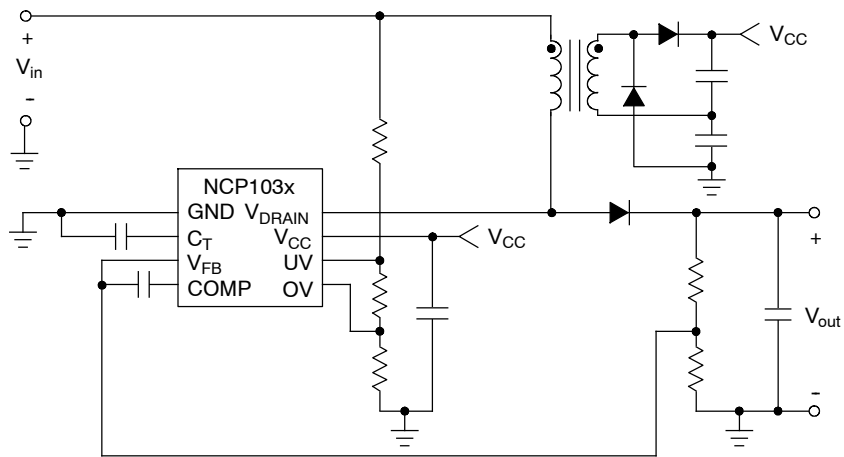 +
V_in
-
V_CC
NCP103x
GND V_DRAIN
C_T V_CC
V_FB UV
COMP OV
V_CC
+
V_out
-